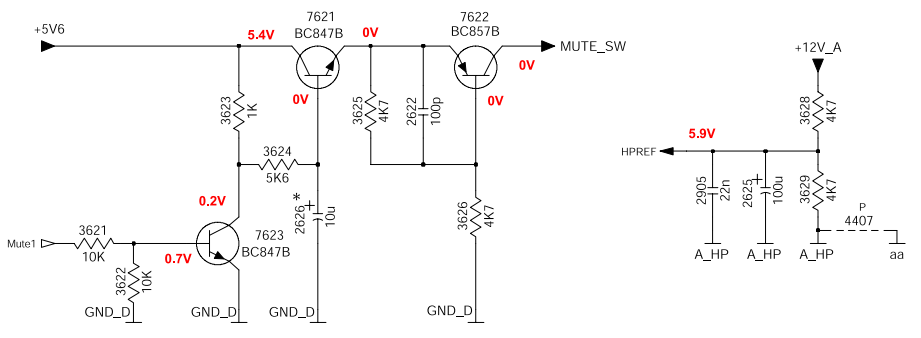 7621
BC847B
7622
BC857B
+5V6
5.4V
0V
0V
MUTE_SW
0V
0V
0V
3623
1K
3625
4K7
2622
100p
3624
5K6
*
2626
+
10u
3626
4K7
0.2V
7623
BC847B
Mute1
3621
10K
0.7V
3622
10K
GND_D
GND_D
GND_D
GND_D
+12V_A
3628
4K7
5.9V
HPREF
2905
22n
2625
+
100u
3629
4K7
P
4407
A_HP
A_HP
A_HP
aa